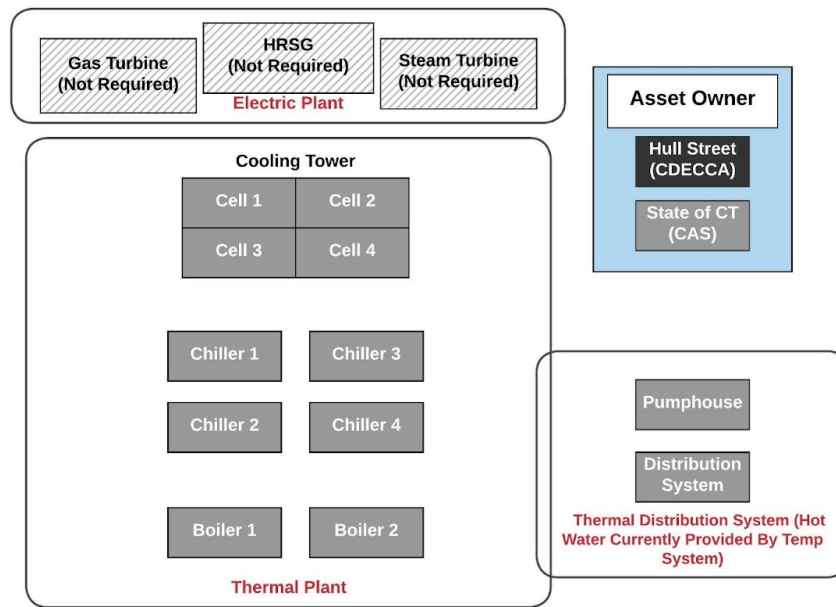 Gas Turbine
(Not Required)
HRSG
(Not Required)
Steam Turbine
(Not Required)
Electric Plant
Asset Owner
Hull Street
(CDECCA)
State of CT
(CAS)
Cooling Tower
Cell 1
Cell 2
Cell 3
Cell 4
Chiller 1
Chiller 3
Chiller 2
Chiller 4
Boiler 1
Boiler 2
Thermal Plant
Pumphouse
Distribution
System
Thermal Distribution System (Hot
Water Currently Provided By Temp
System)